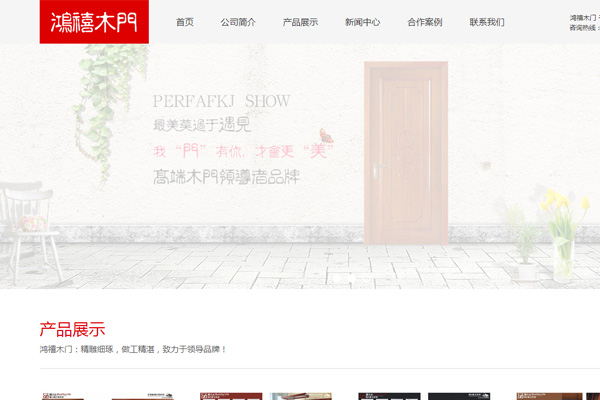 鴻禧木門
首页 公司简介 产品展示 新闻中心 合作案例 联系我们
鸿禧木门
咨询热线：
PERFAFKJ SHOW
最美莫過于遇見
我“門”有你，才會更“美”
高端木門領導者品牌
产品展示
鸿禧木门：精雕细琢，做工精湛，致力于领导品牌！